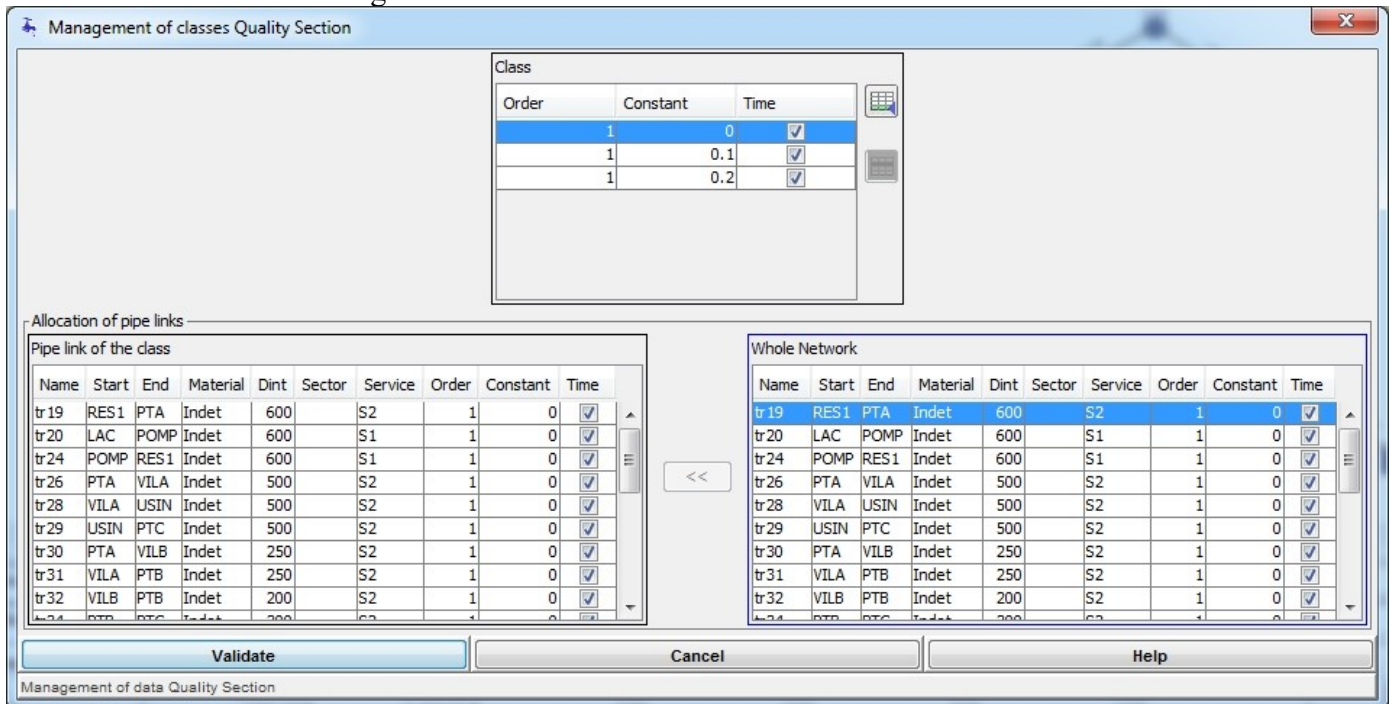 Management of classes Quality Section
Class
Order Constant Time
1 0
1 0.1
1 0.2
Allocation of pipe links
Pipe link of the class
Name Start End Material Dint Sector Service Order Constant Time
tr19 RES1 PTA Indet 600 S2 1 0
tr20 LAC POMP Indet 600 S1 1 0
tr24 POMP RES1 Indet 600 S1 1 0
tr26 PTA VILA Indet 500 S2 1 0
tr28 VILA USIN Indet 500 S2 1 0
tr29 USIN PTC Indet 500 S2 1 0
tr30 PTA VILB Indet 250 S2 1 0
tr31 VILA PTB Indet 250 S2 1 0
tr32 VILB PTB Indet 200 S2 1 0
<<
Whole Network
Name Start End Material Dint Sector Service Order Constant Time
tr19 RES1 PTA Indet 600 S2 1 0
tr20 LAC POMP Indet 600 S1 1 0
tr24 POMP RES1 Indet 600 S1 1 0
tr26 PTA VILA Indet 500 S2 1 0
tr28 VILA USIN Indet 500 S2 1 0
tr29 USIN PTC Indet 500 S2 1 0
tr30 PTA VILB Indet 250 S2 1 0
tr31 VILA PTB Indet 250 S2 1 0
tr32 VILB PTB Indet 200 S2 1 0
Validate Cancel Help
Management of data Quality Section